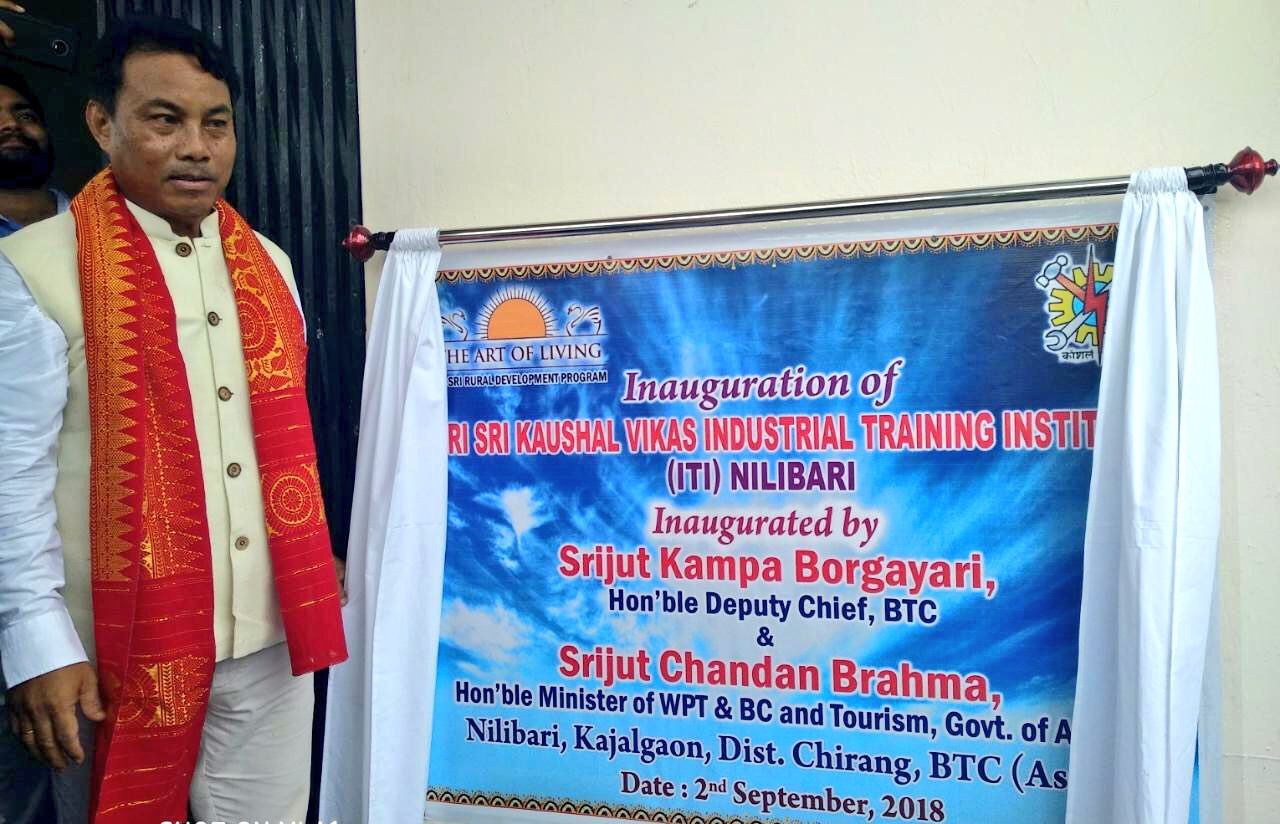 THE ART OF LIVING
SRI RURAL DEVELOPMENT PROGRAM
कौशल
Inauguration of
RI SRI KAUSHAL VIKAS INDUSTRIAL TRAINING INSTIT
(ITI) NILIBARI
Inaugurated by
Srijut Kampa Borgayari,
Hon'ble Deputy Chief, BTC
&
Srijut Chandan Brahma,
Hon'ble Minister of WPT & BC and Tourism, Govt. of A
Nilibari, Kajalgaon, Dist. Chirang, BTC (As
Date : 2nd September, 2018